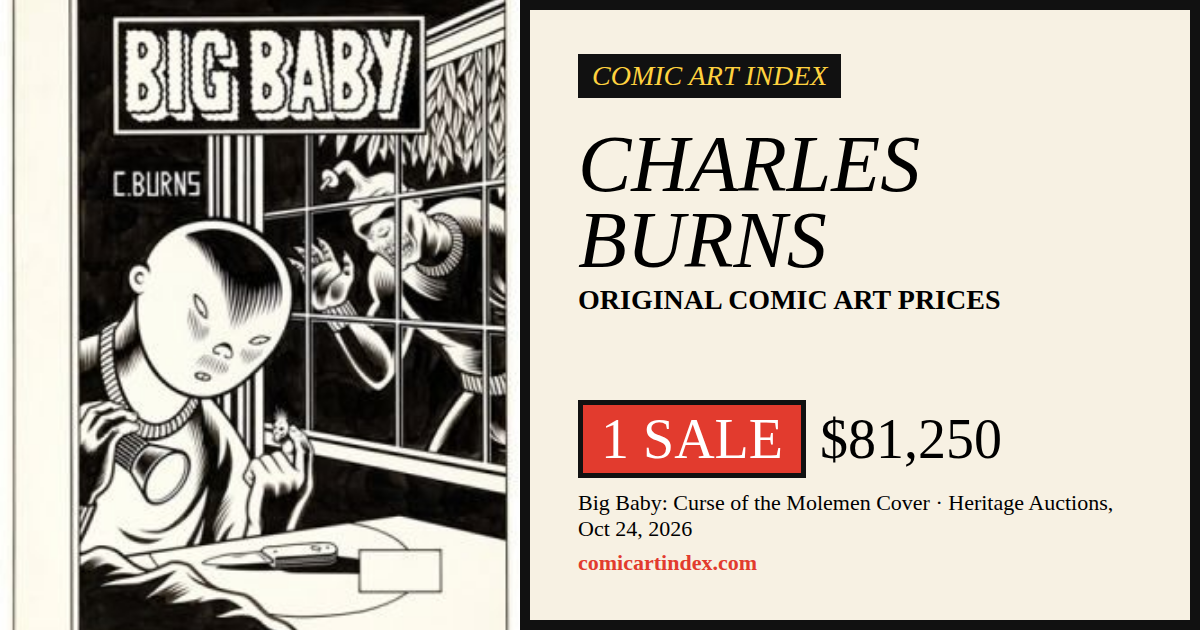 BIG BABY
C.BURNS
COMIC ART INDEX
CHARLES
BURNS
ORIGINAL COMIC ART PRICES
1 SALE $81,250
Big Baby: Curse of the Molemen Cover · Heritage Auctions,
Oct 24, 2026
comicartindex.com